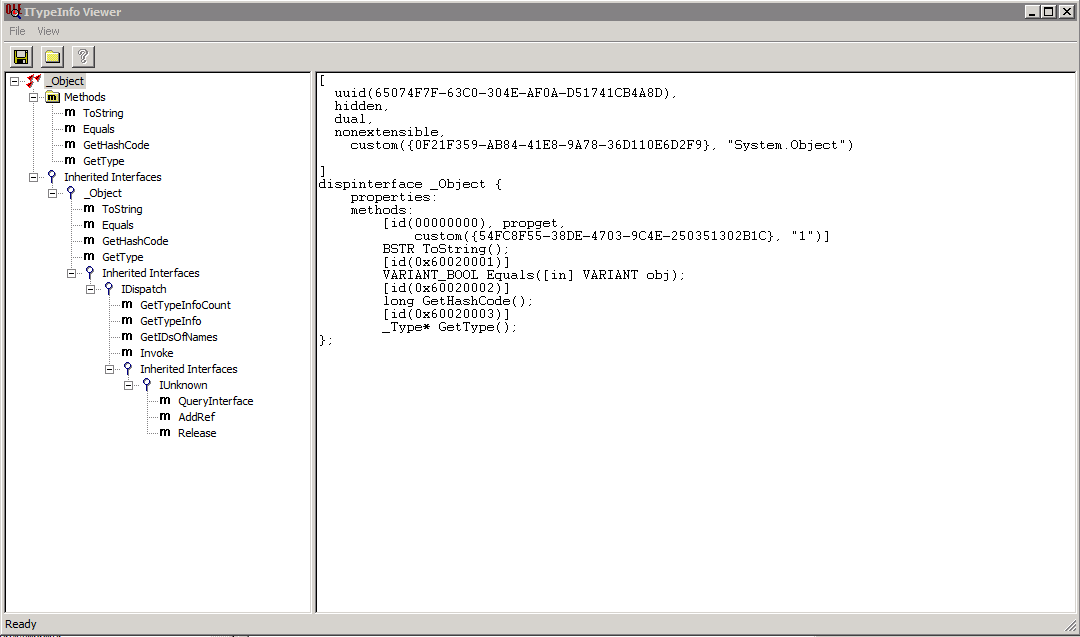 ITypeInfo Viewer
File View
_Object
Methods
ToString
Equals
GetHashCode
GetType
Inherited Interfaces
_Object
ToString
Equals
GetHashCode
GetType
Inherited Interfaces
IDispatch
GetTypeInfoCount
GetTypeInfo
GetIDsOfNames
Invoke
Inherited Interfaces
IUnknown
QueryInterface
AddRef
Release
[
uuid(65074F7F-63C0-304E-AF0A-D51741CB4A8D),
hidden,
dual,
nonextensible,
custom({0F21F359-AB84-41E8-9A78-36D110E6D2F9}, "System.Object")
]
dispinterface _Object {
properties:
methods:
[id(00000000), propget,
custom({54FC8F55-38DE-4703-9C4E-250351302B1C}, "1")]
BSTR ToString();
[id(0x60020001)]
VARIANT_BOOL Equals([in] VARIANT obj);
[id(0x60020002)]
long GetHashCode();
[id(0x60020003)]
_Type* GetType();
};
Ready